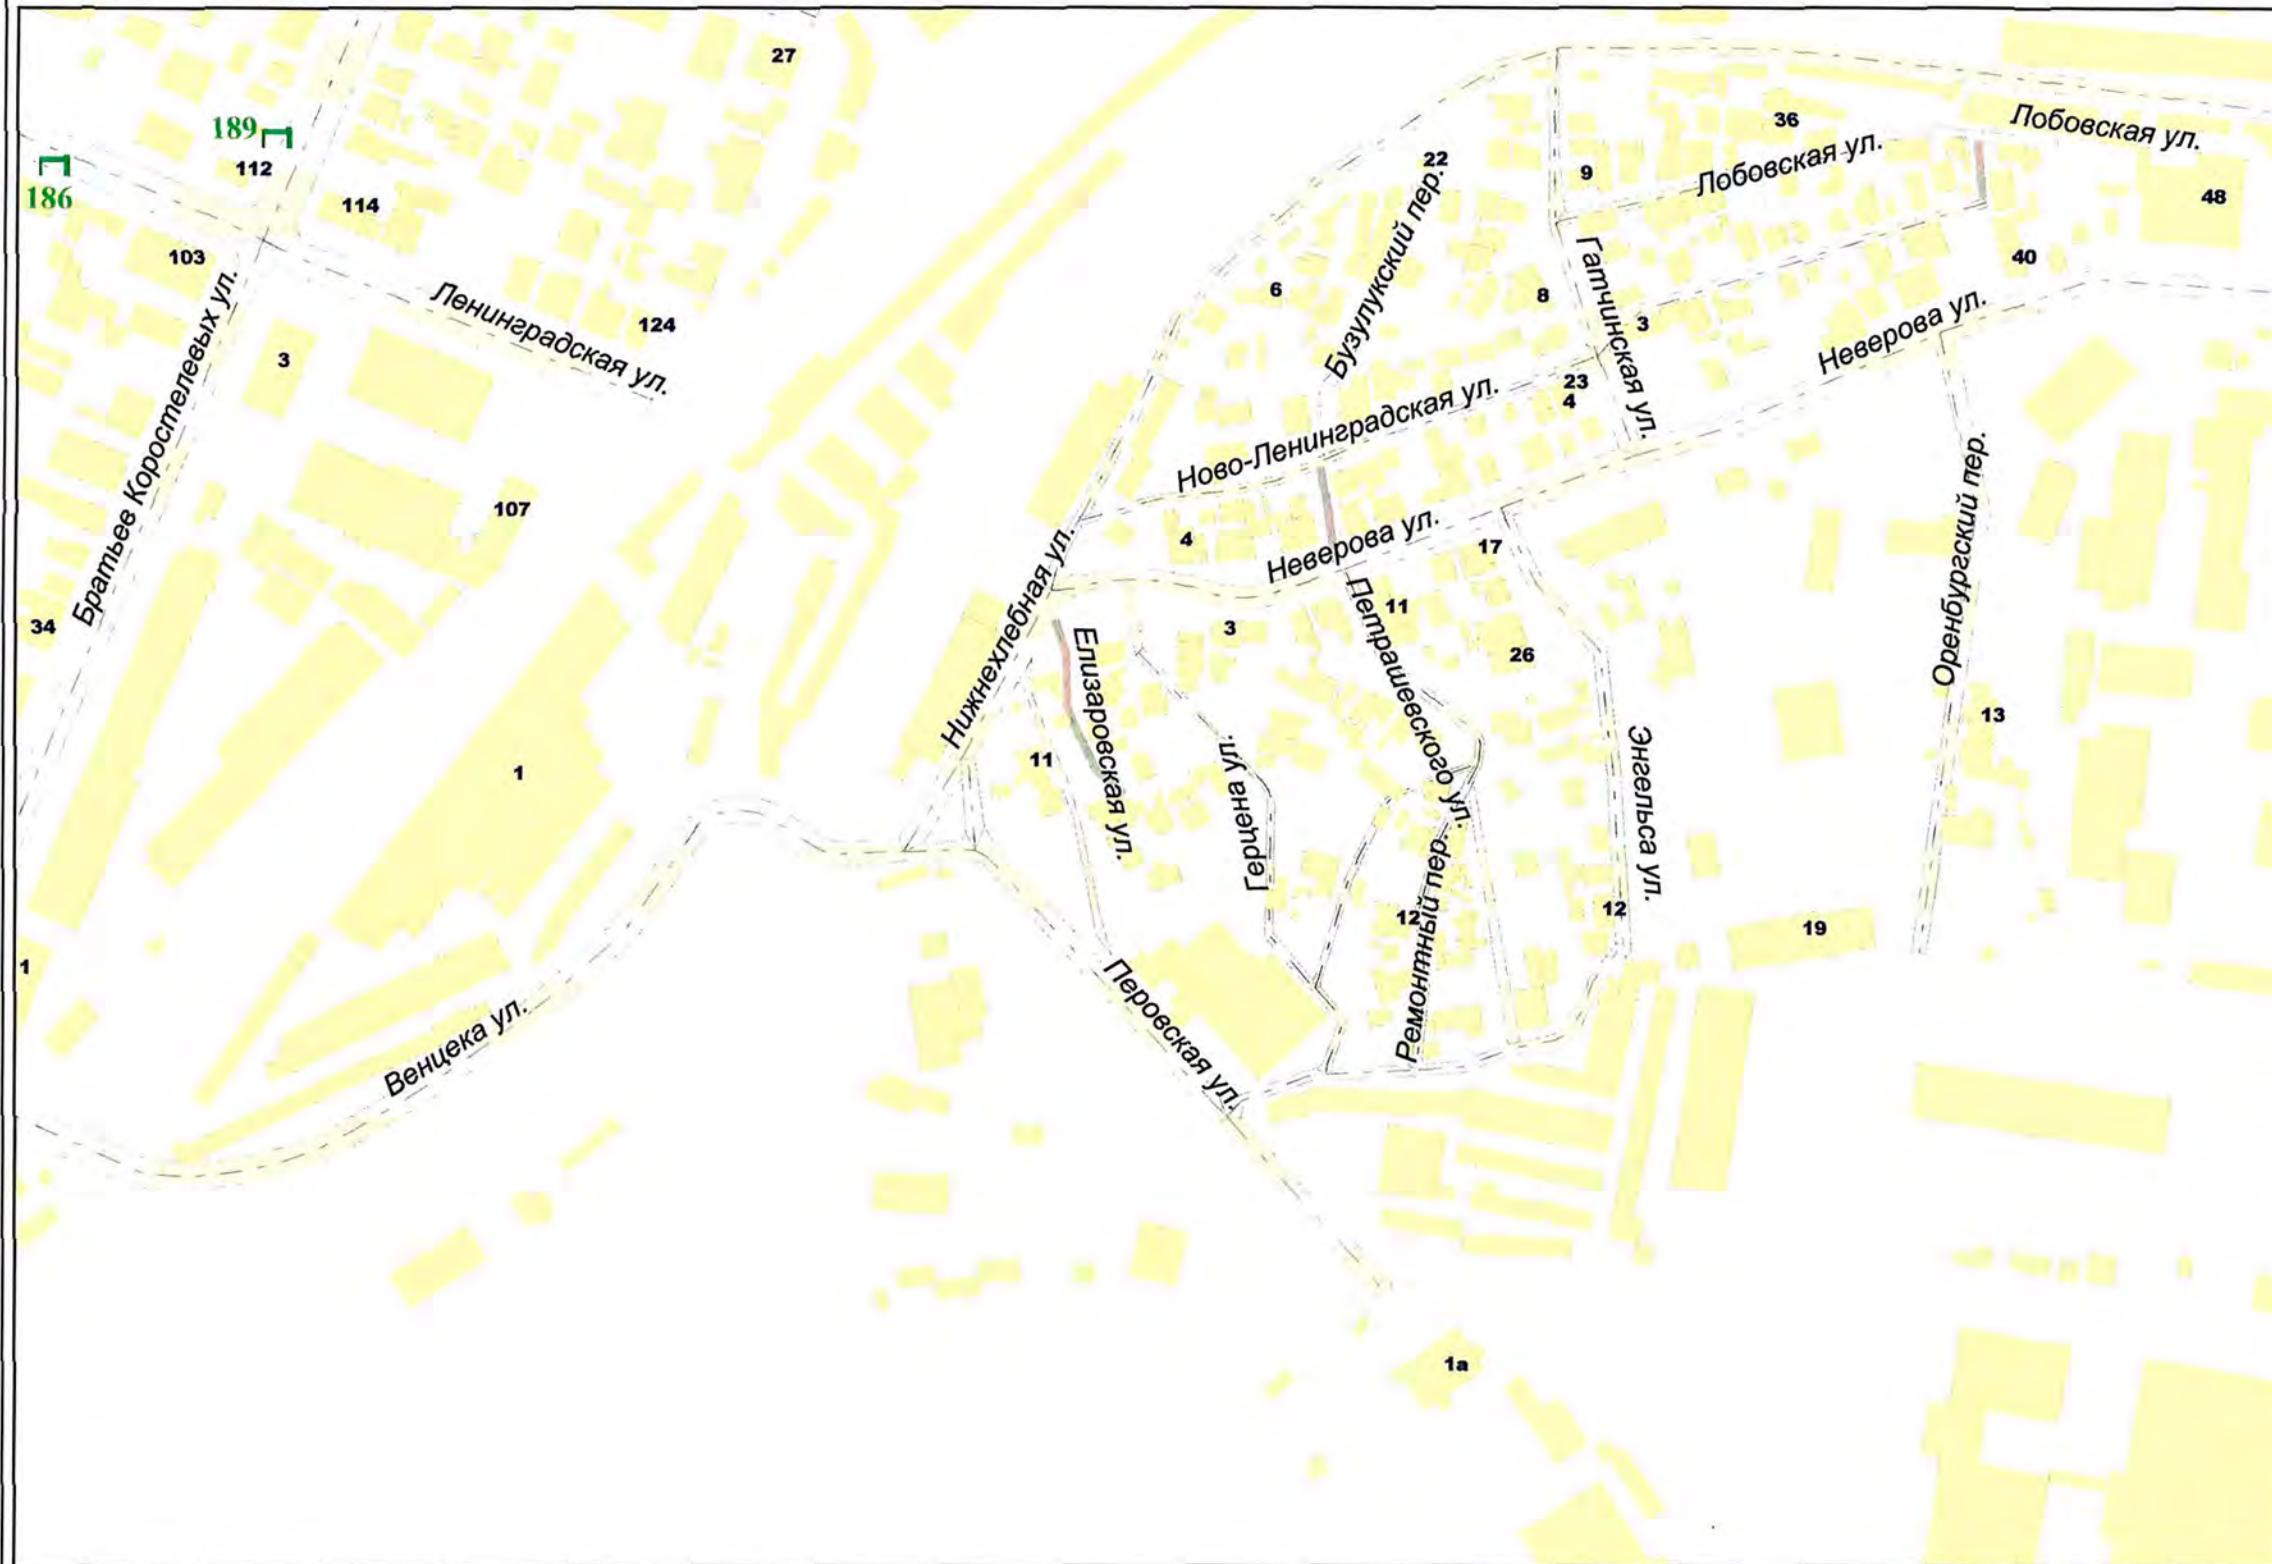 27
36
Лобовская ул.
189
112
22
Лобовская ул.
186
9
114
48
103
40
Гатчинская ул.
6
8
Бузулукский пер.
Ленинградская ул.
124
3
Неверова ул.
3
Братьев Коростелевых ул.
23
4
Ново-Ленинградская ул.
107
Оренбургский пер.
Неверова ул.
4
17
Нижнехлебная ул.
Петрашевского ул.
11
34
Елизаровская ул.
3
26
13
Энгельса ул.
Герцена ул.
11
1
Ремонтный пер.
12
12
19
1
Перовская ул.
Венцека ул.
1а